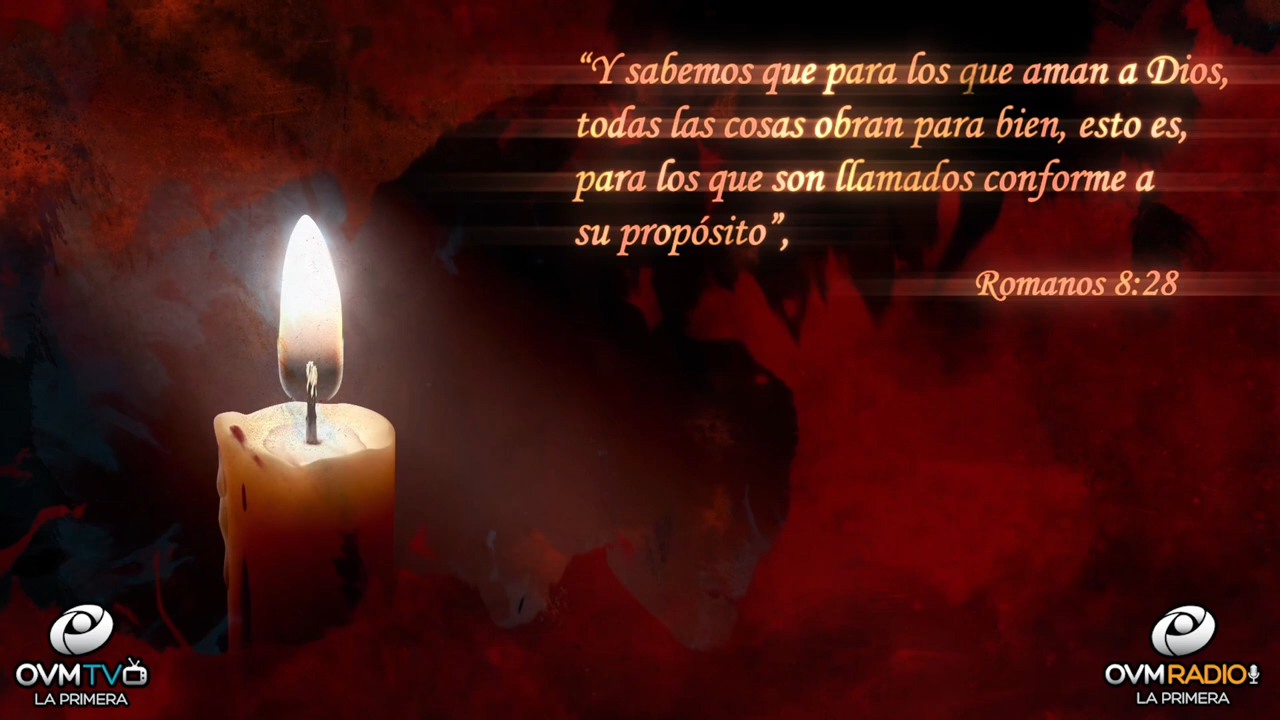 “Y sabemos que para los que aman a Dios,
todas las cosas obran para bien, esto es,
para los que son llamados conforme a
su propósito”,
Romanos 8:28
OVMTV
LA PRIMERA
OVMRADIO
LA PRIMERA